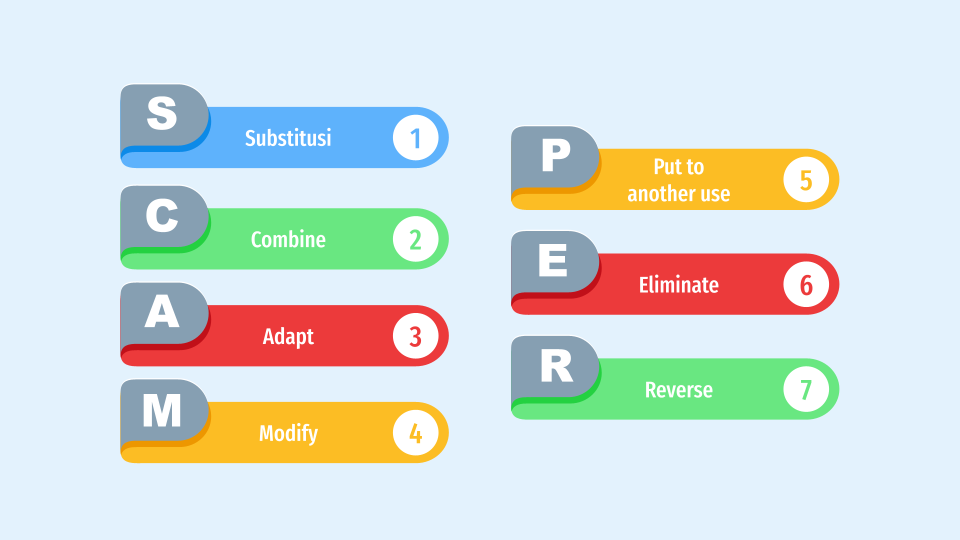 S
Substitusi
1
C
Combine
2
A
Adapt
3
M
Modify
4
P
Put to
another use
5
E
Eliminate
6
R
Reverse
7